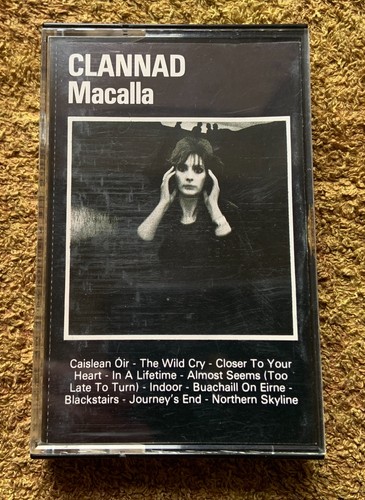 CLANNAD
Macalla
Caislean Óir - The Wild Cry - Closer To Your
Heart - In A Lifetime - Almost Seems (Too
Late To Turn) - Indoor - Buachaill On Eirne -
Blackstairs - Journey's End - Northern Skyline